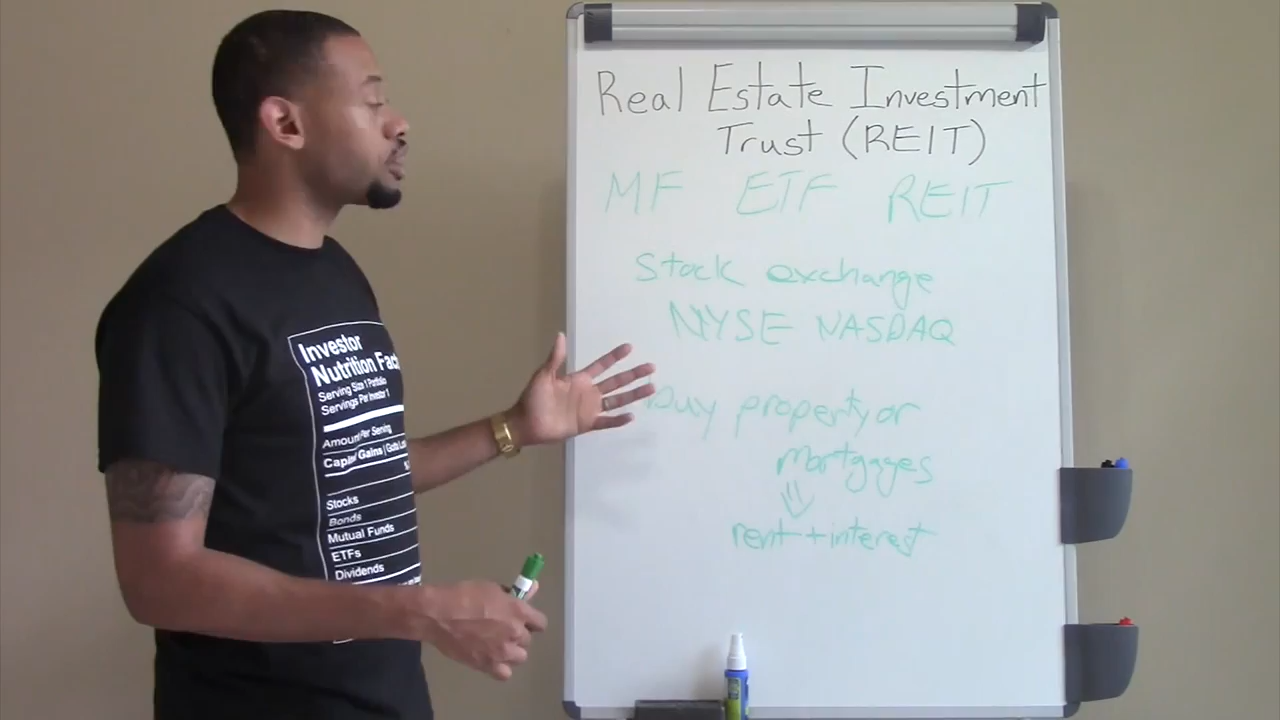 Real Estate Investment
Trust (REIT)
MF ETF REIT
Stock exchange
NYSE NASDAQ
Buy property or
mortgages
rent + interest
Investor
Nutrition Fact
Serving Size 1 Portfolio
Servings Per Investor 1
Amount Per Serving
Capital Gains
Stocks
Bonds
Mutual Funds
ETFs
Dividends